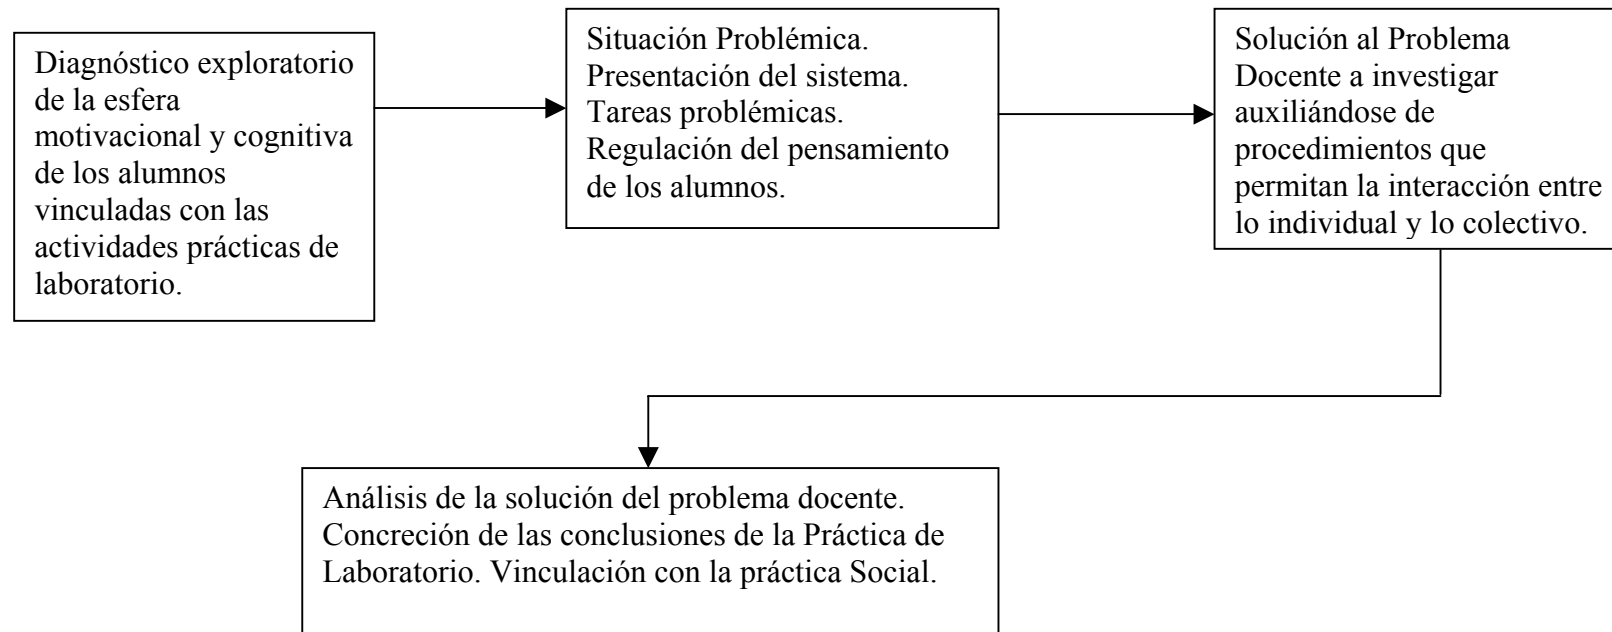 Diagnóstico exploratorio
de la esfera
motivacional y cognitiva
de los alumnos
vinculadas con las
actividades prácticas de
laboratorio.
Situación Problémica.
Presentación del sistema.
Tareas problémicas.
Regulación del pensamiento
de los alumnos.
Solución al Problema
Docente a investigar
auxiliándose de
procedimientos que
permitan la interacción entre
lo individual y lo colectivo.
Análisis de la solución del problema docente.
Concreción de las conclusiones de la Práctica de
Laboratorio. Vinculación con la práctica Social.